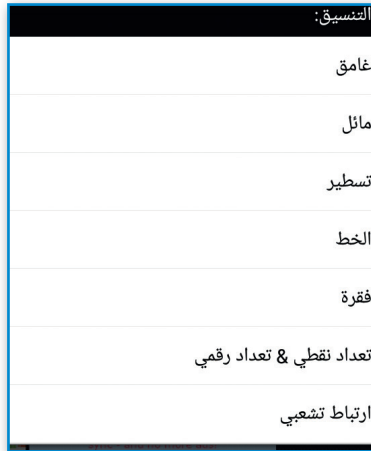 التنسيق:
غامق
مائل
تسطير
الخط
فقرة
تعداد نقطي & تعداد رقمي
ارتباط تشعبي